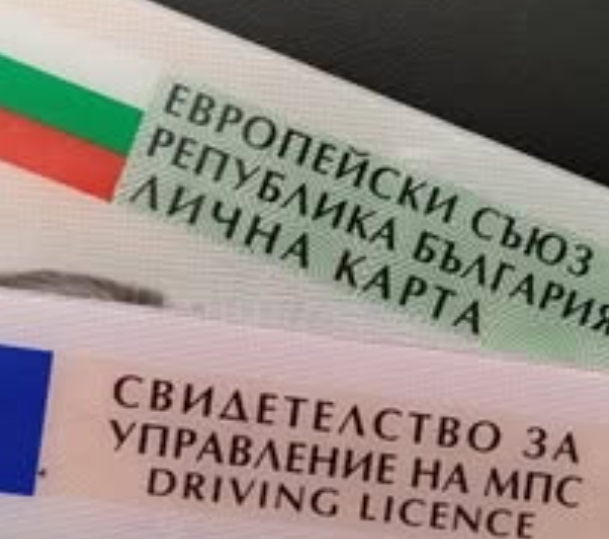 ЕВРОПЕЙСКИ СЪЮЗ
РЕПУБЛИКА БЪЛГАРИЯ
ЛИЧНА КАРТА
СВИДЕТЕЛСТВО ЗА
УПРАВЛЕНИЕ НА МПС
DRIVING LICENCE